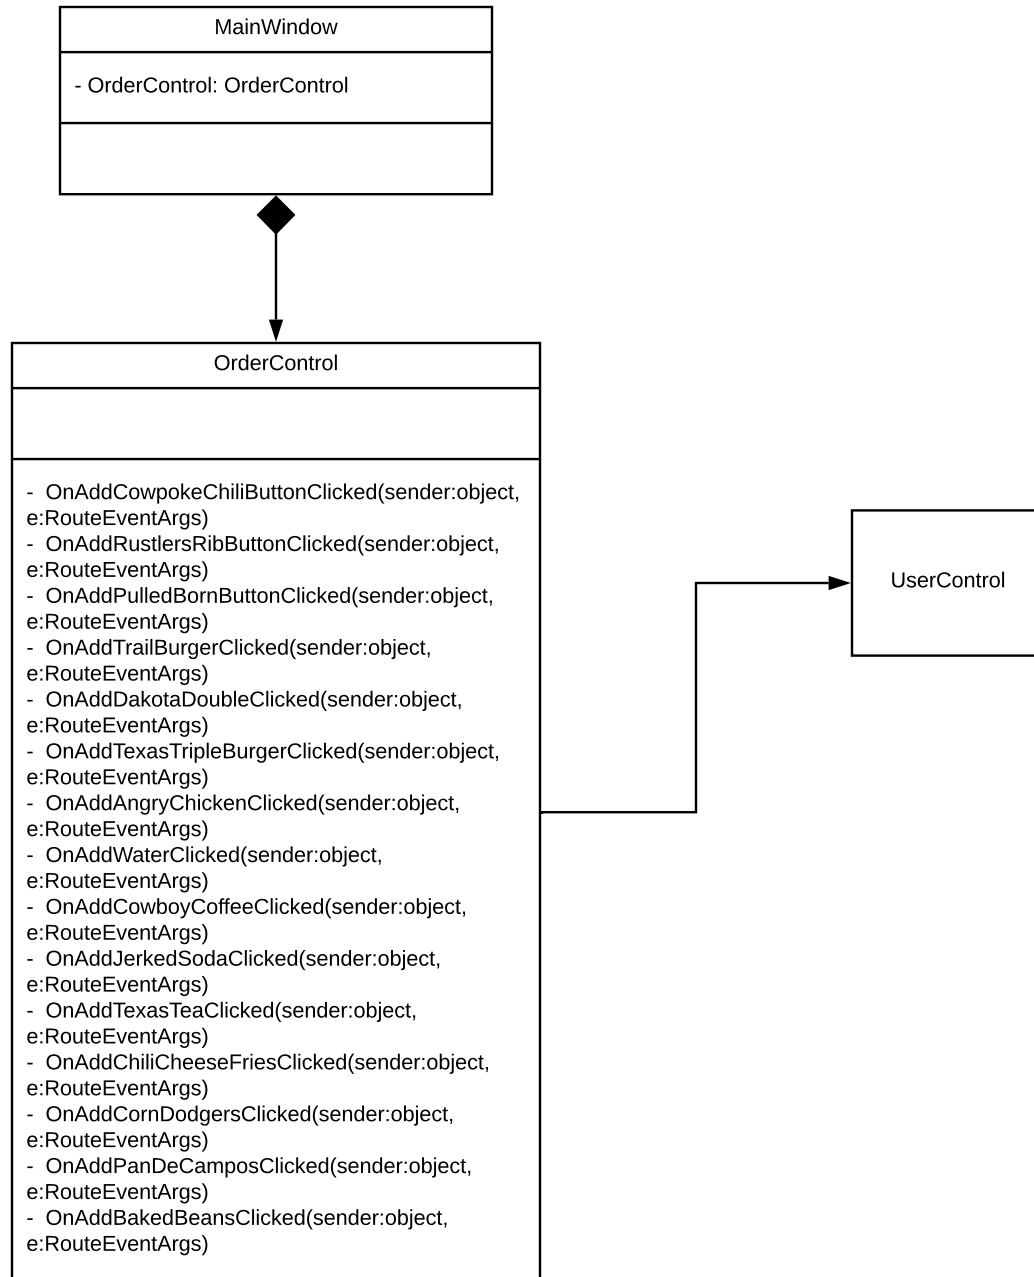 MainWindow
- OrderControl: OrderControl
OrderControl
- OnAddCowpokeChiliButtonClicked(sender:object,
e:RouteEventArgs)
- OnAddRustlersRibButtonClicked(sender:object,
e:RouteEventArgs)
- OnAddPulledBornButtonClicked(sender:object,
e:RouteEventArgs)
- OnAddTrailBurgerClicked(sender:object,
e:RouteEventArgs)
- OnAddDakotaDoubleClicked(sender:object,
e:RouteEventArgs)
- OnAddTexasTripleBurgerClicked(sender:object,
e:RouteEventArgs)
- OnAddAngryChickenClicked(sender:object,
e:RouteEventArgs)
- OnAddWaterClicked(sender:object,
e:RouteEventArgs)
- OnAddCowboyCoffeeClicked(sender:object,
e:RouteEventArgs)
- OnAddJerkedSodaClicked(sender:object,
e:RouteEventArgs)
- OnAddTexasTeaClicked(sender:object,
e:RouteEventArgs)
- OnAddChiliCheeseFriesClicked(sender:object,
e:RouteEventArgs)
- OnAddCornDodgersClicked(sender:object,
e:RouteEventArgs)
- OnAddPanDeCamposClicked(sender:object,
e:RouteEventArgs)
- OnAddBakedBeansClicked(sender:object,
e:RouteEventArgs)
UserControl